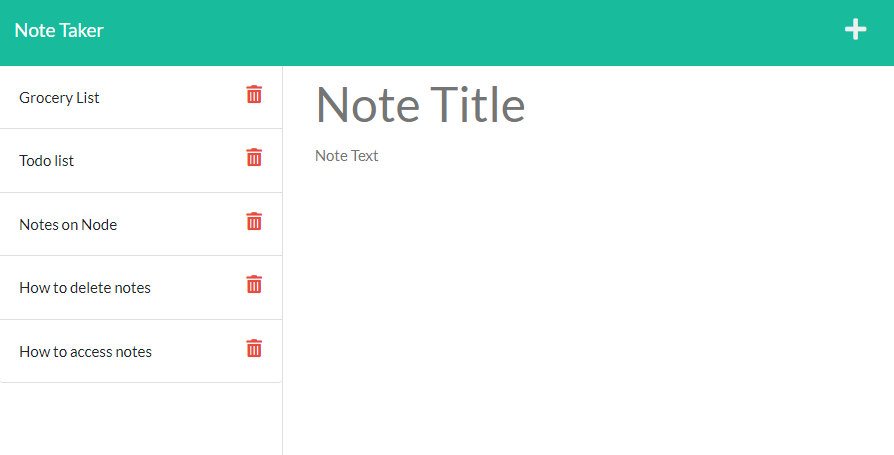 Note Taker
Grocery List
Todo list
Notes on Node
How to delete notes
How to access notes
Note Title
Note Text